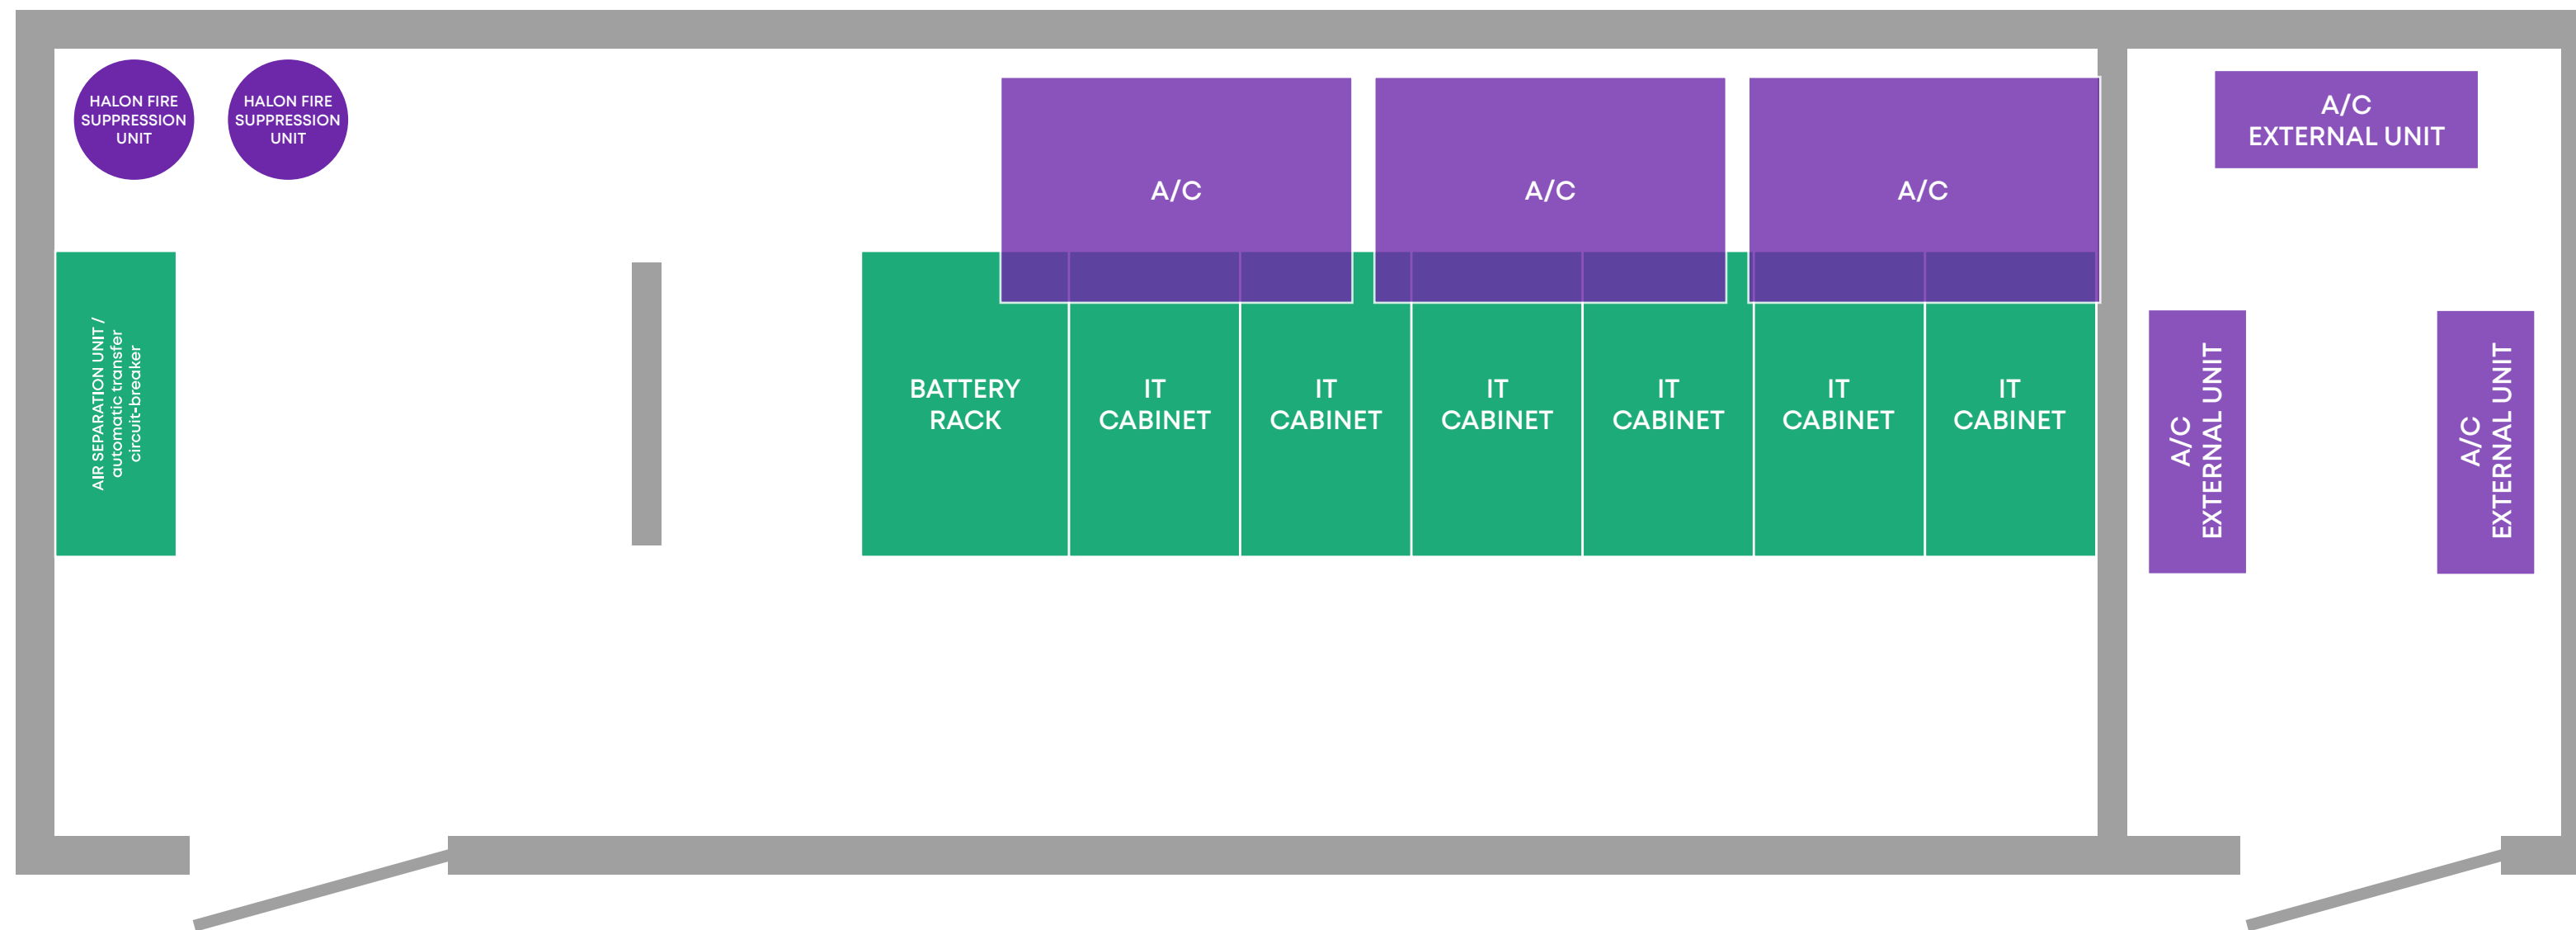 HALON FIRE
SUPPRESSION
UNIT
HALON FIRE
SUPPRESSION
UNIT
A/C
A/C
A/C
A/C
EXTERNAL UNIT
AIR SEPARATION UNIT /
automatic transfer
circuit-breaker
BATTERY
RACK
IT
CABINET
IT
CABINET
IT
CABINET
IT
CABINET
IT
CABINET
IT
CABINET
A/C
EXTERNAL UNIT
A/C
EXTERNAL UNIT